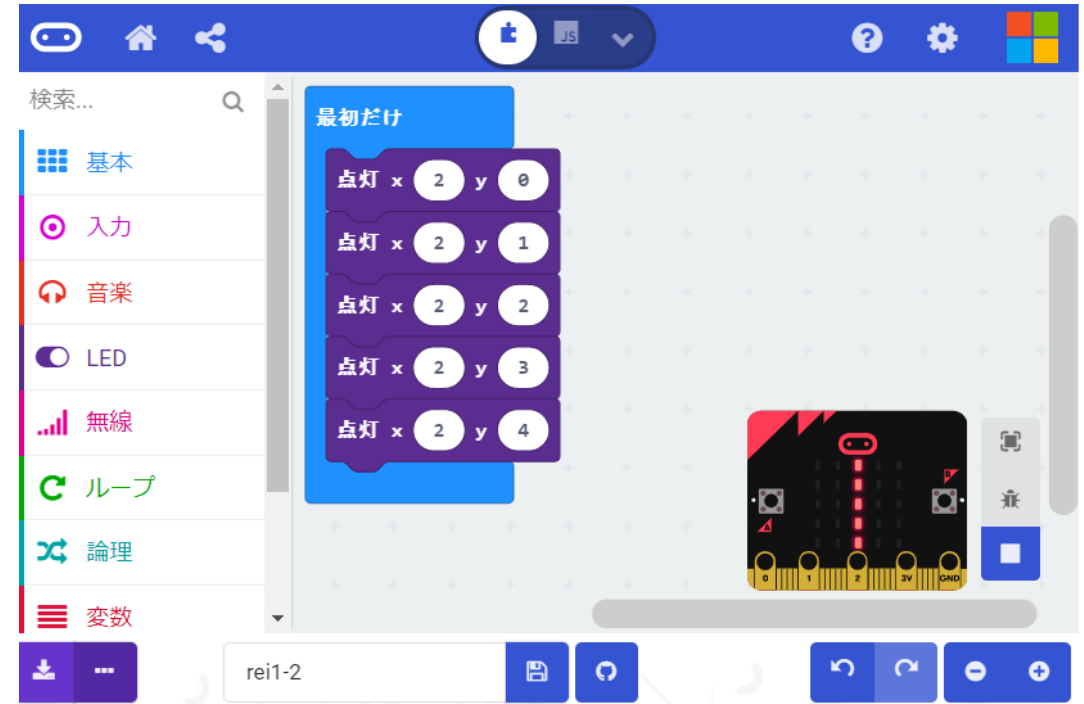 JS
検索...
基本
入力
音楽
LED
無線
ループ
論理
変数
最初だけ
点灯 x 2 y 0
点灯 x 2 y 1
点灯 x 2 y 2
点灯 x 2 y 3
点灯 x 2 y 4
B
A
0 1 2 3V GND
rei1-2